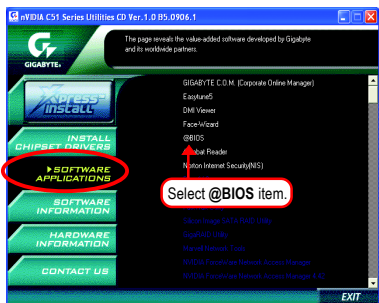 nVIDIA C51 Series Utilities CD Ver.1.0 B5.0906.1
GIGABYTE
The page reveals the value-added software developed by Gigabyte
and its worldwide partners.
Xpress
Install
INSTALL
CHIPSET DRIVERS
SOFTWARE
APPLICATIONS
SOFTWARE
INFORMATION
HARDWARE
INFORMATION
CONTACT US
GIGABYTE C.O.M. (Corporate Online Manager)
Easytune5
DMI Viewer
Face-Wizard
@BIOS
Reader
Norton Internet Security(NIS)
Select @BIOS item.
EXIT